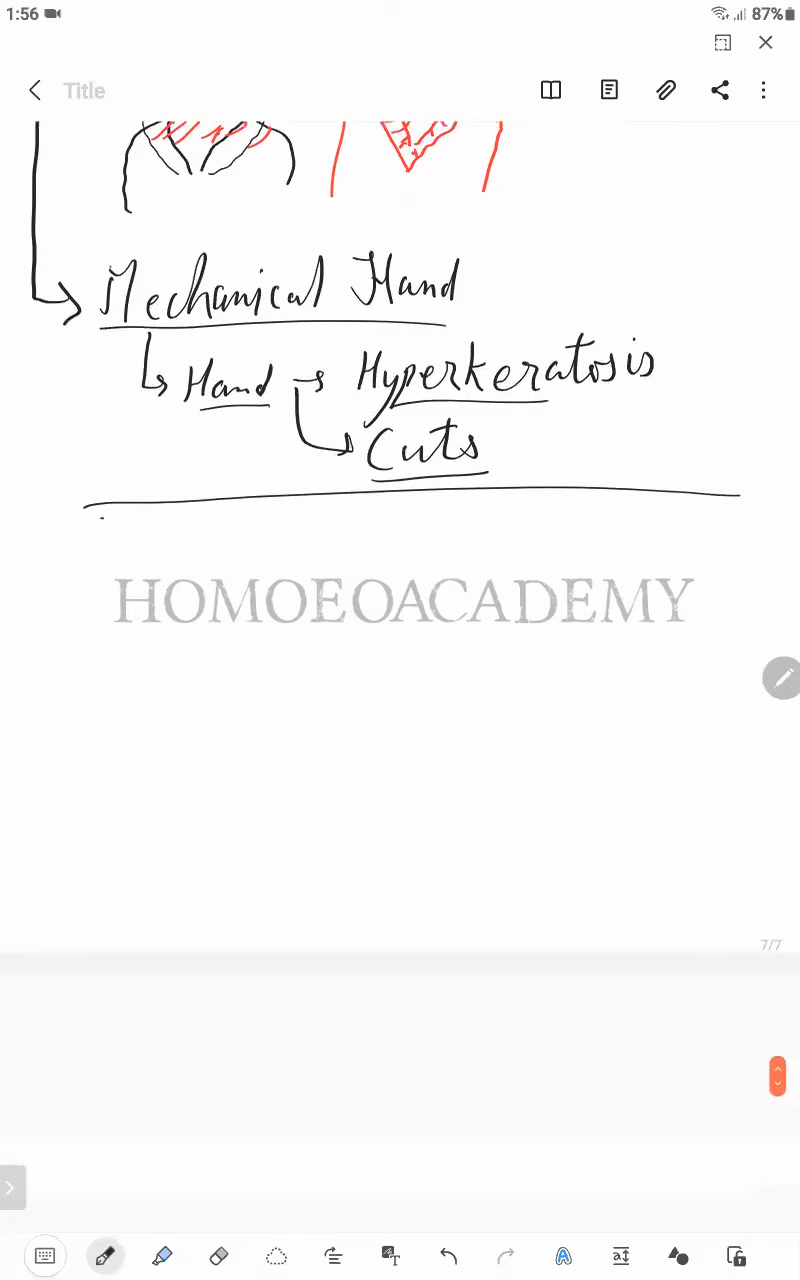 1:56 87%
Title
Mechanical Hand
Hand → Hyperkeratosis
Cuts
HOMOEOACADEMY
7/7